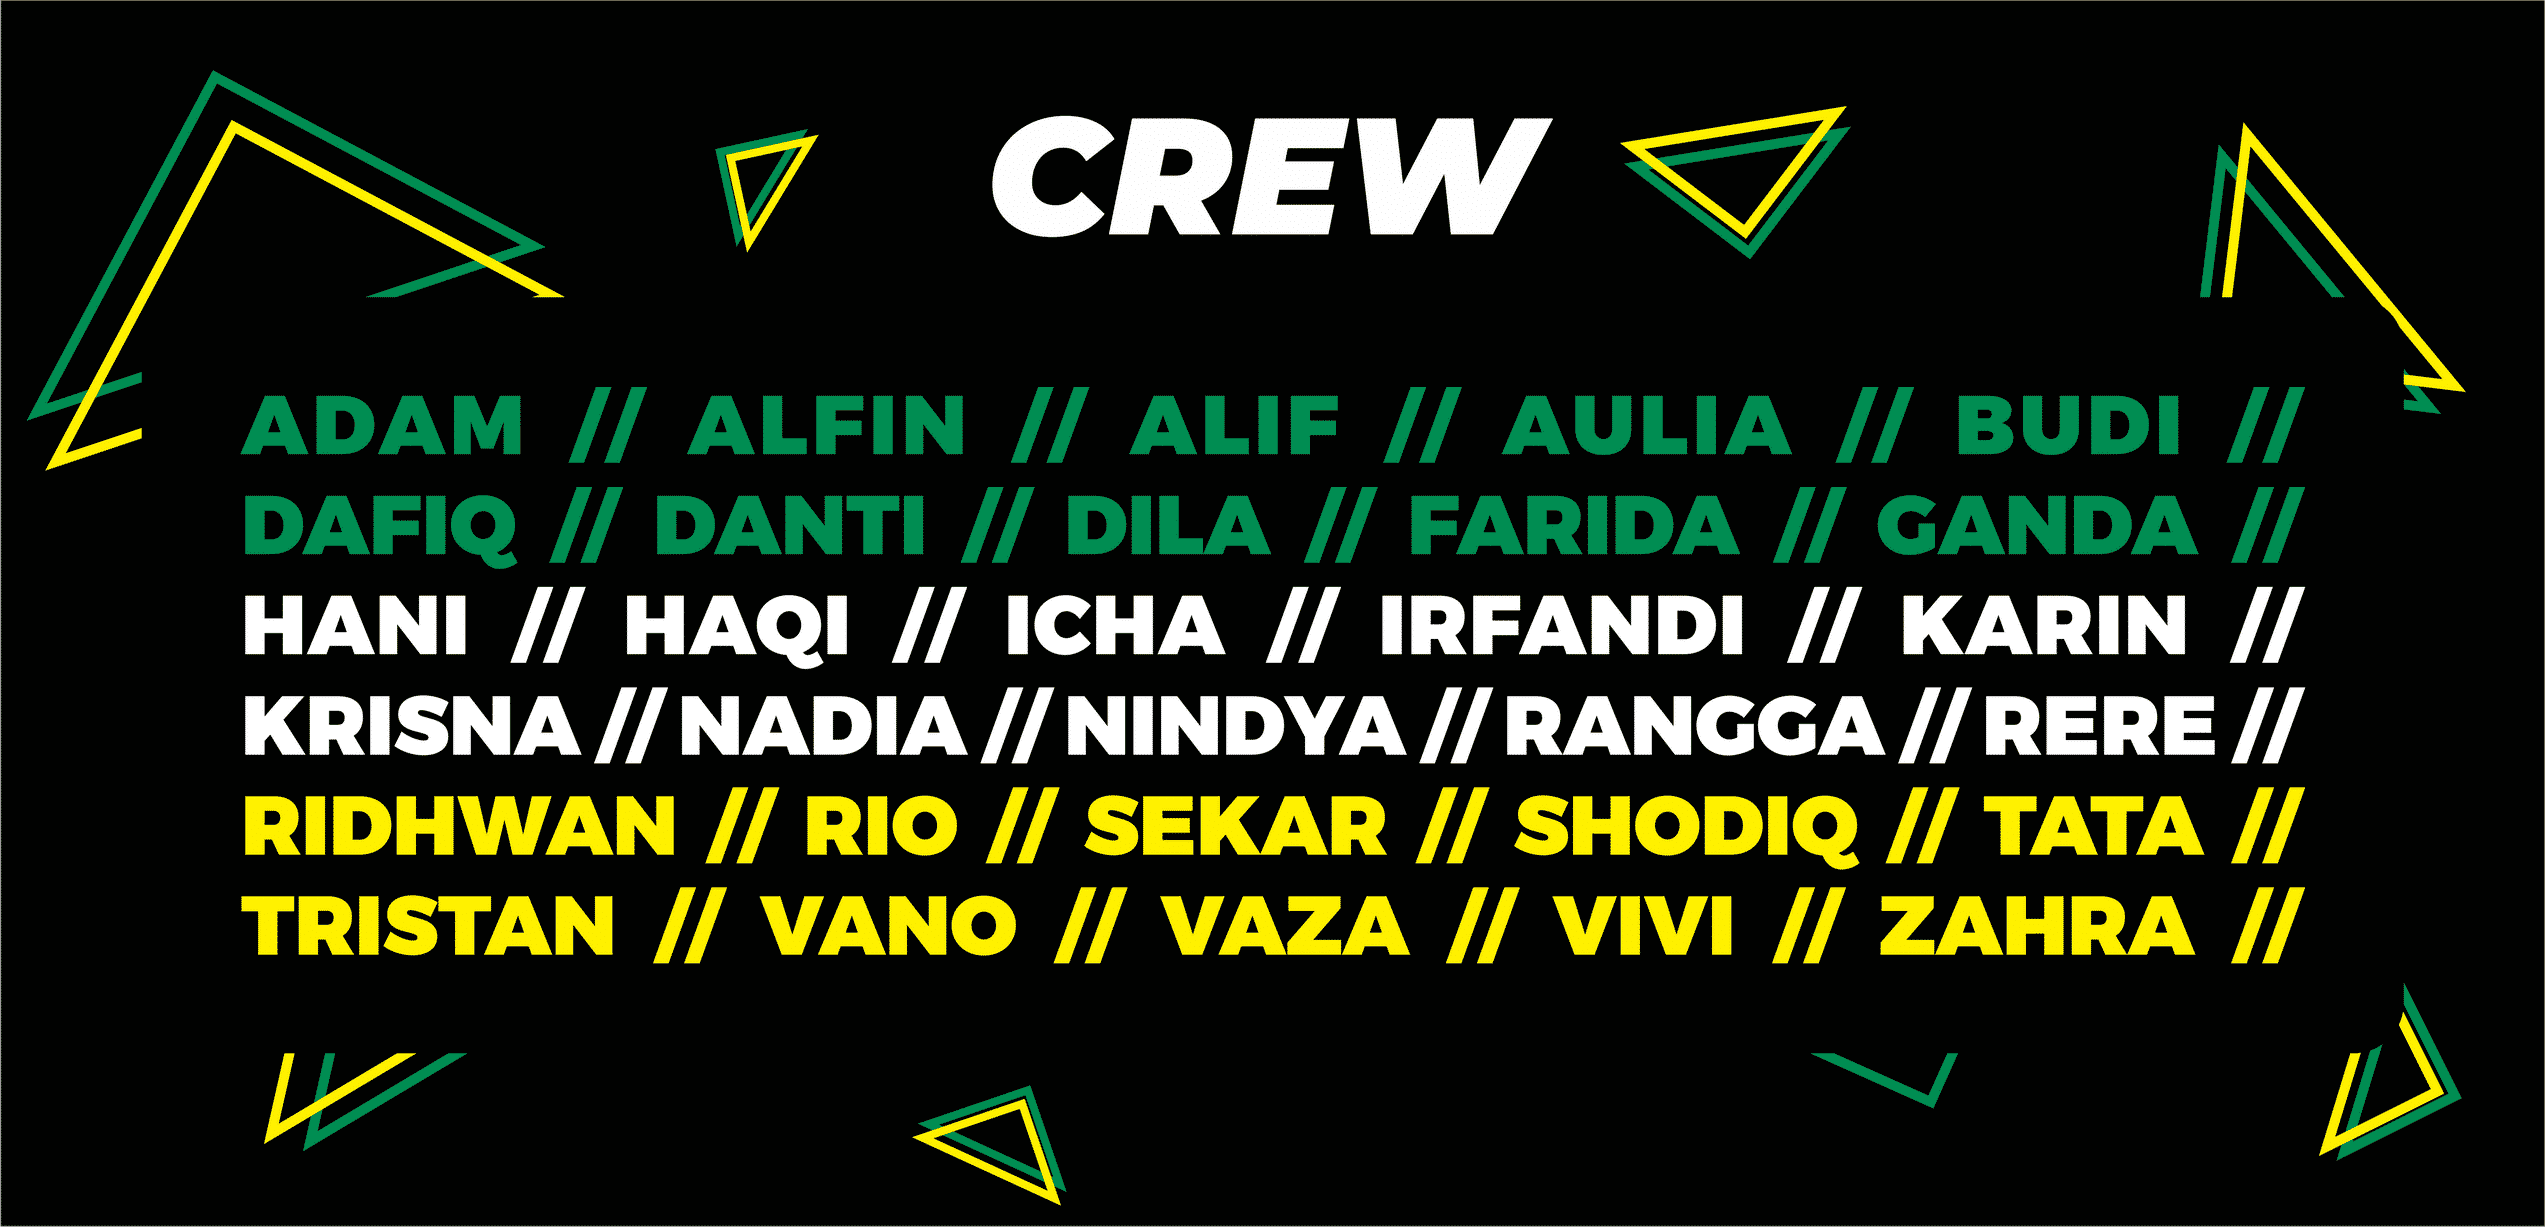 CREW
ADAM // ALFIN // ALIF // AULIA // BUDI //
DAFIQ // DANTI // DILA // FARIDA // GANDA //
HANI // HAQI // ICHA // IRFANDI // KARIN //
KRISNA // NADIA // NINDYA // RANGGA // RERE //
RIDHWAN // RIO // SEKAR // SHODIQ // TATA //
TRISTAN // VANO // VAZA // VIVI // ZAHRA //